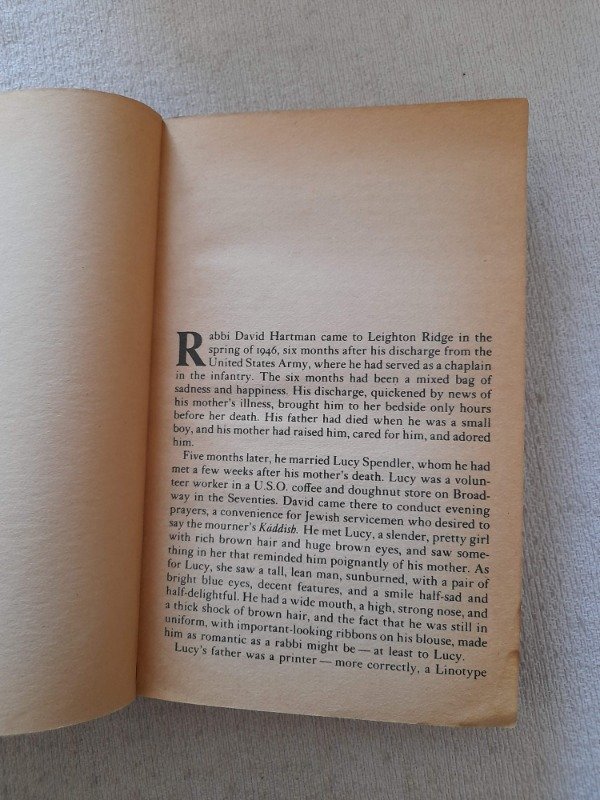 Rabbi David Hartman came to Leighton Ridge in the
spring of 1946, six months after his discharge from the
United States Army, where he had served as a chaplain
in the infantry. The six months had been a mixed bag of
sadness and happiness. His discharge, quickened by news of
his mother's illness, brought him to her bedside only hours
before her death. His father had died when he was a small
boy, and his mother had raised him, cared for him, and adored
him.
Five months later, he married Lucy Spendler, whom he had
met a few weeks after his mother's death. Lucy was a volun-
teer worker in a U.S.O. coffee and doughnut store on Broad-
way in the Seventies. David came there to conduct evening
prayers, a convenience for Jewish servicemen who desired to
say the mourner's Kaddish. He met Lucy, a slender, pretty girl
with rich brown hair and huge brown eyes, and saw some-
thing in her that reminded him poignantly of his mother. As
for Lucy, she saw a tall, lean man, sunburned, with a pair of
bright blue eyes, decent features, and a smile half-sad and
half-delightful. He had a wide mouth, a high, strong nose, and
a thick shock of brown hair, and the fact that he was still in
uniform, with important-looking ribbons on his blouse, made
him as romantic as a rabbi might be — at least to Lucy.
Lucy's father was a printer — more correctly, a Linotype